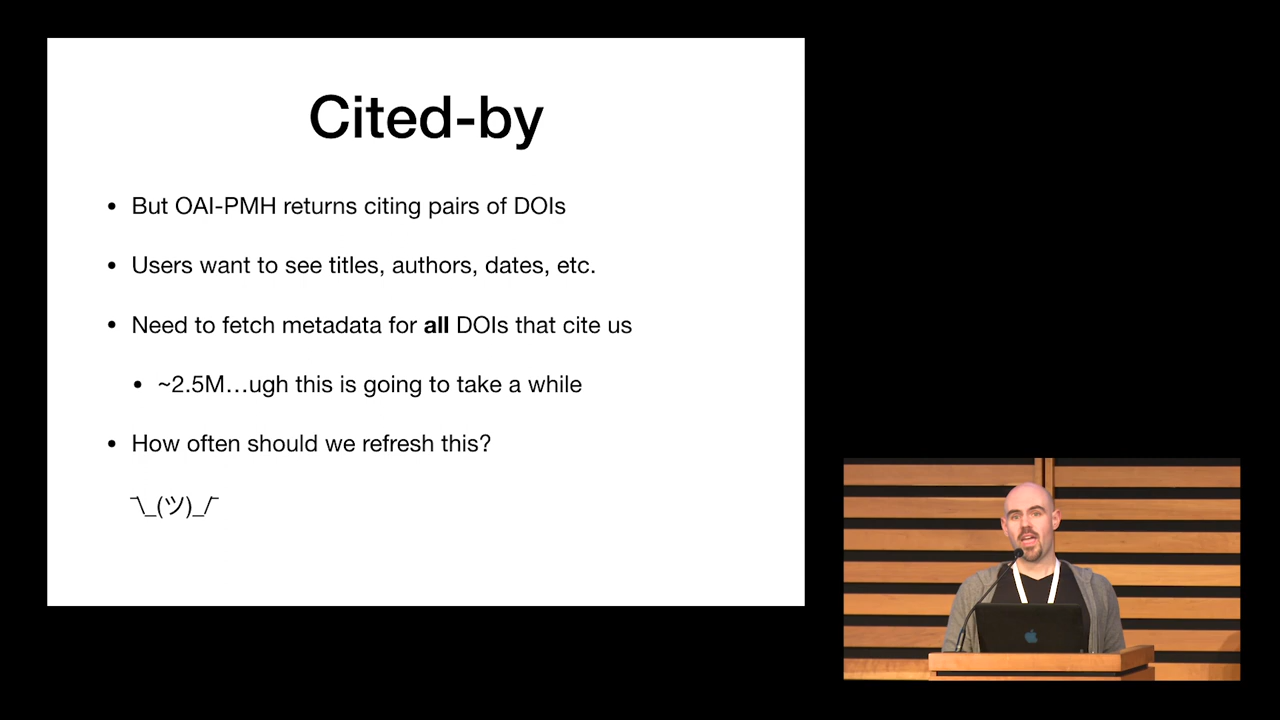 Cited-by
• But OAI-PMH returns citing pairs of DOIs
• Users want to see titles, authors, dates, etc.
• Need to fetch metadata for all DOIs that cite us
• ~2.5M…ugh this is going to take a while
• How often should we refresh this?
¯\_(ツ)_/¯